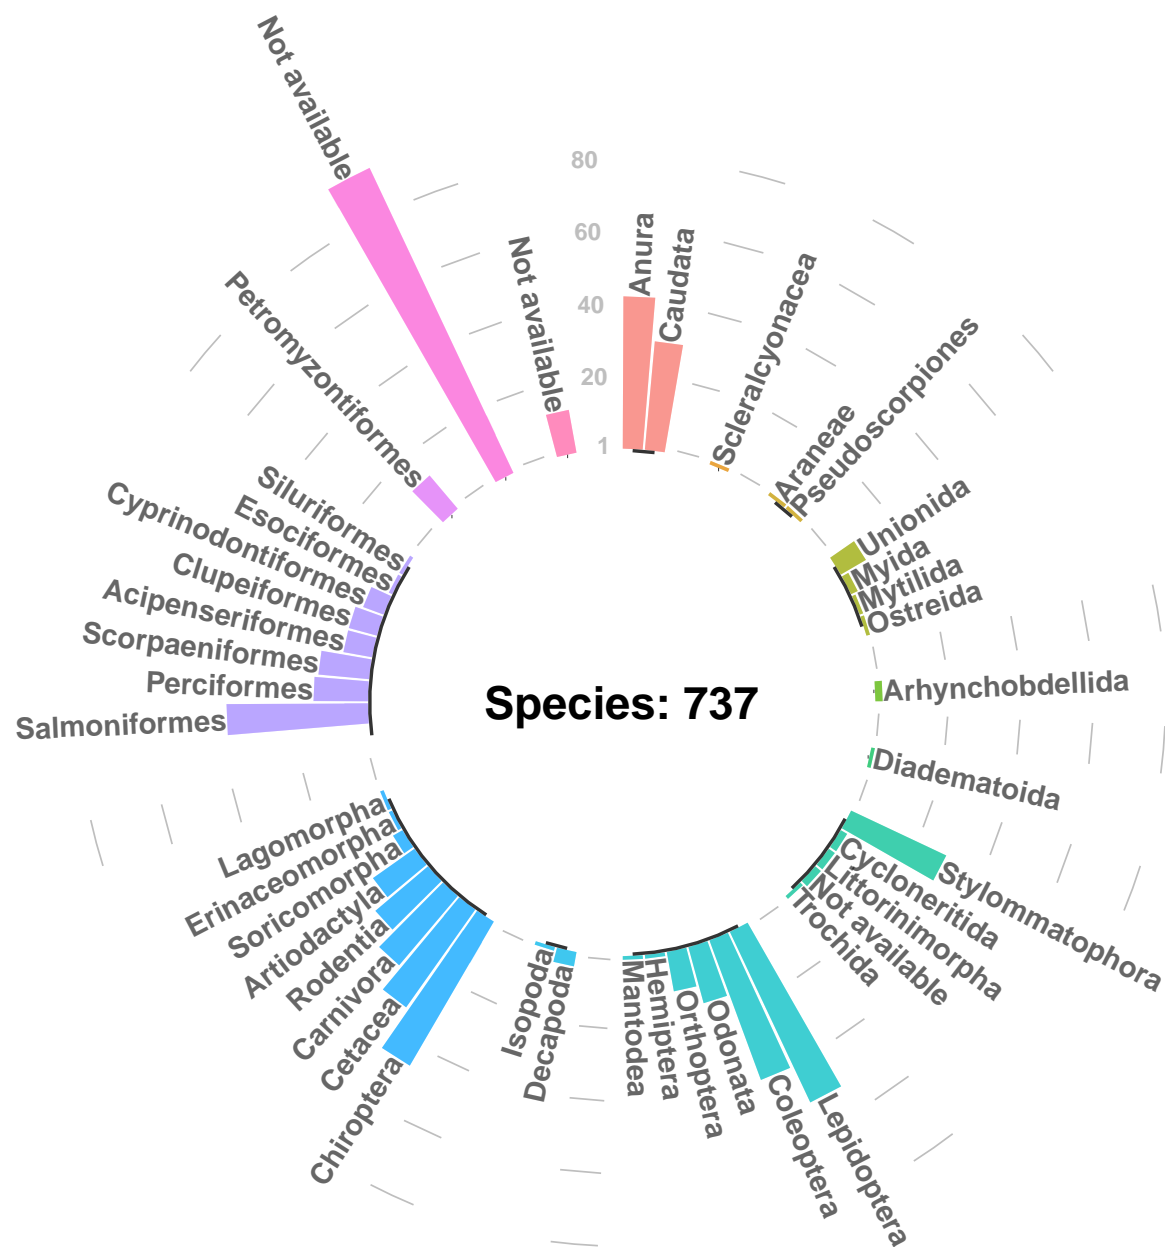 Not available
80
60
40
20
1
Not available
Anura
Caudata
Scleralcyonacea
Araneae
Pseudoscorpiones
Unionida
Myida
Mytilida
Ostreida
Arhynchobdellida
Diadematoida
Stylommatophora
Cycloneritida
Littorinimorpha
Not available
Trochida
Lepidoptera
Coleoptera
Odonata
Orthoptera
Hemiptera
Mantodea
Decapoda
Isopoda
Chiroptera
Cetacea
Carnivora
Rodentia
Artiodactyla
Soricomorpha
Erinaceomorpha
Lagomorpha
Salmoniformes
Perciformes
Scorpaeniformes
Acipenseriformes
Clupeiformes
Cyprinodontiformes
Esociformes
Siluriformes
Petromyzontiformes
Species: 737